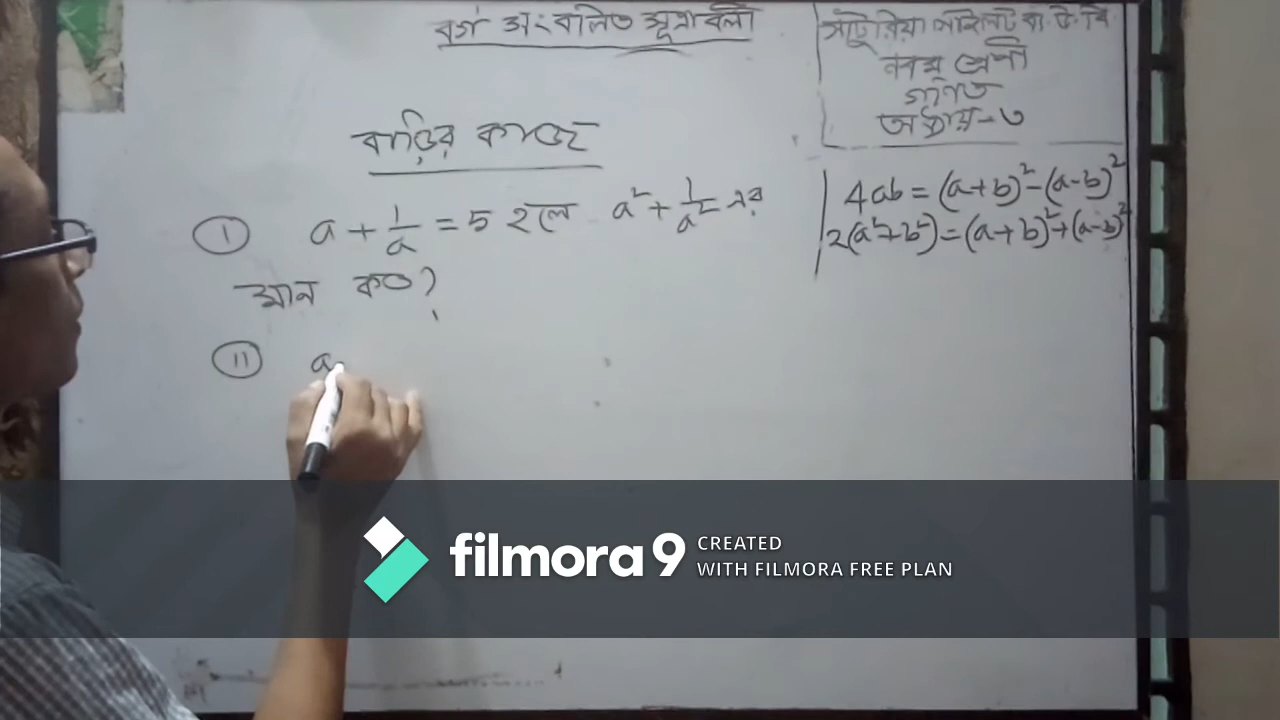 বর্গ সংবলিত সূত্রাবলী
সাটুরিয়া পাইলট বা উ বি
নবম শ্রেণী
গণিত
অধ্যায়-৩
বাড়ির কাজ
4ab = (a+b)² - (a-b)²
2(a²+b²) = (a+b)² + (a-b)²
(i) a + 1/a = 5 হলে a² + 1/a² এর
মান কত?
(ii) a
filmora 9 CREATED
WITH FILMORA FREE PLAN